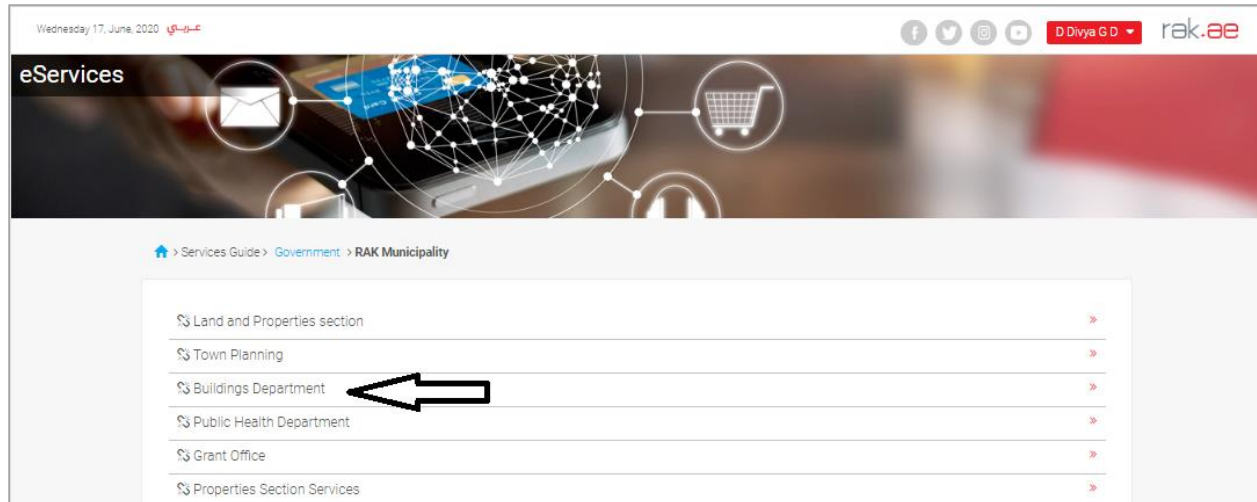 Wednesday 17, June, 2020 عـربـي D Divya G D rak.ae
eServices
> Services Guide > Government > RAK Municipality
Land and Properties section
Town Planning
Buildings Department
Public Health Department
Grant Office
Properties Section Services